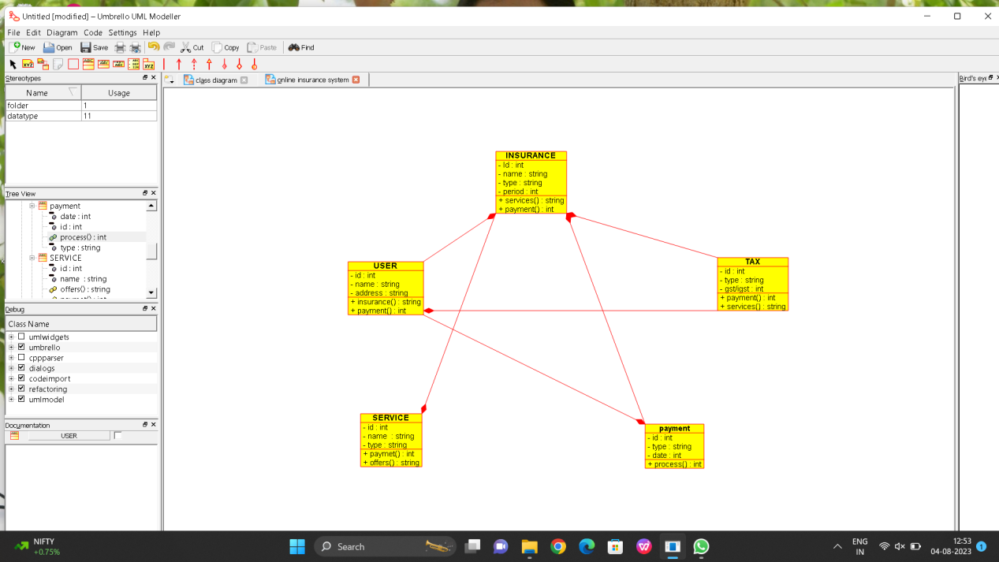 Untitled [modified] – Umbrello UML Modeller
File Edit Diagram Code Settings Help
New Open Save Cut Copy Paste Find
Stereotypes
class diagram
online insurance system
Bird's eye
Name Usage
folder 1
datatype 11
Tree View
payment
date : int
id : int
process() : int
type : string
SERVICE
id : int
name : string
offers() : string
Debug
Class Name
umlwidgets
umbrello
cppparser
dialogs
codeimport
refactoring
umlmodel
Documentation
USER
INSURANCE
- Id : int
- name : string
- type : string
- period : int
+ services() : string
+ payment() : int
USER
- id : int
- name : string
- address : string
+ insurance() : string
+ payment() : int
TAX
- id : int
- type : string
- gst/igst : int
+ payment() : int
+ services() : string
SERVICE
- id : int
- name : string
- type : string
+ paymet() : int
+ offers() : string
payment
- id : int
- type : string
- date : int
+ process() : int
NIFTY
+0.75%
Search
ENG
IN
12:53
04-08-2023
1